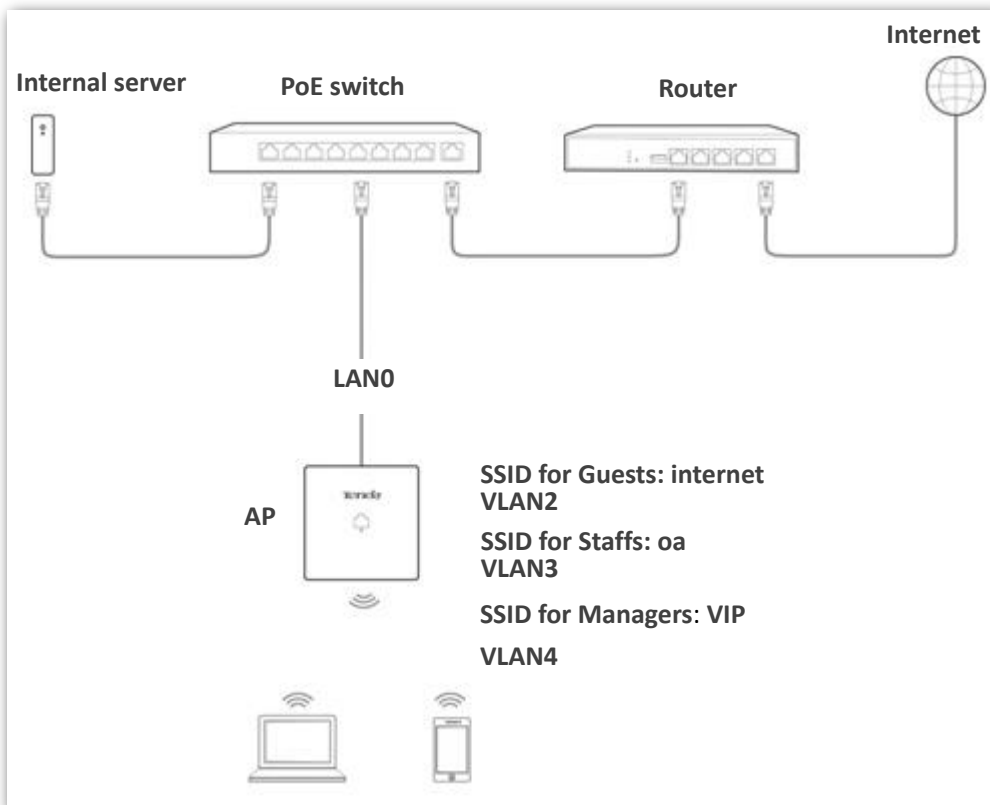 Internet
Internal server
PoE switch
Router
LAN0
Tenda
AP
SSID for Guests: internet
VLAN2
SSID for Staffs: oa
VLAN3
SSID for Managers: VIP
VLAN4